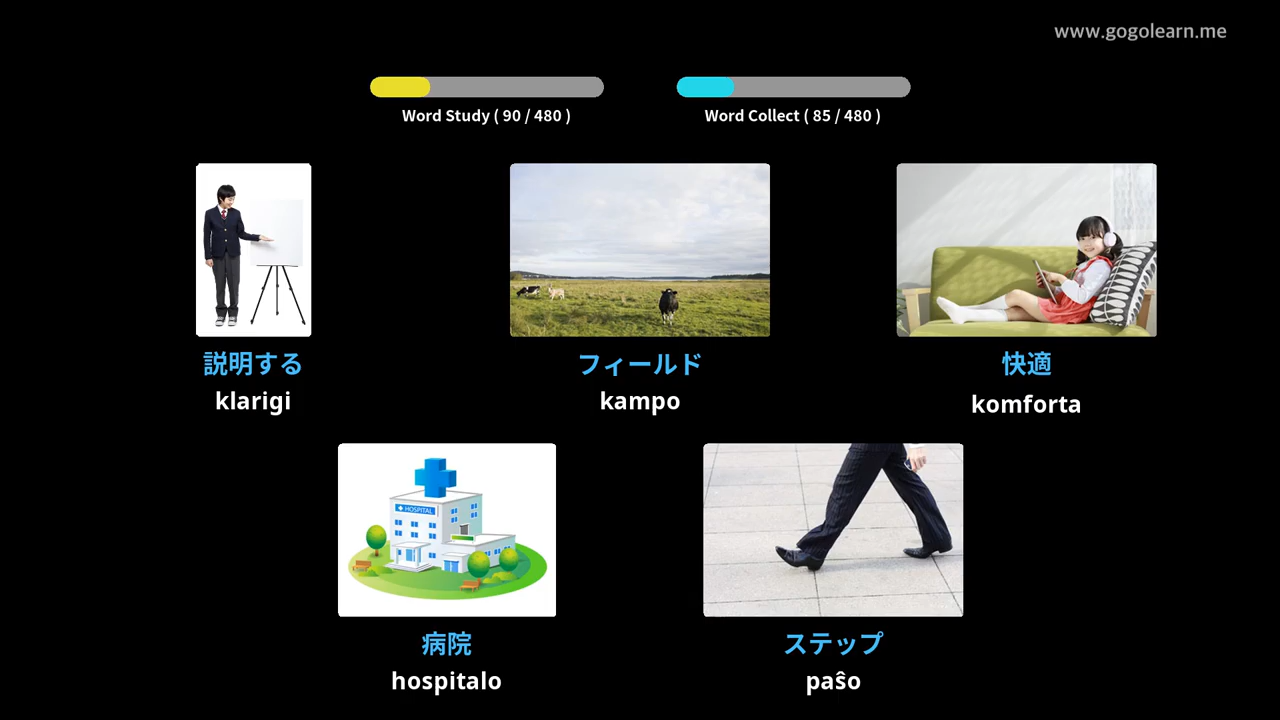 www.gogolearn.me
Word Study ( 90 / 480 )
Word Collect ( 85 / 480 )
説明する
klarigi
フィールド
kampo
快適
komforta
HOSPITAL
病院
hospitalo
ステップ
paŝo